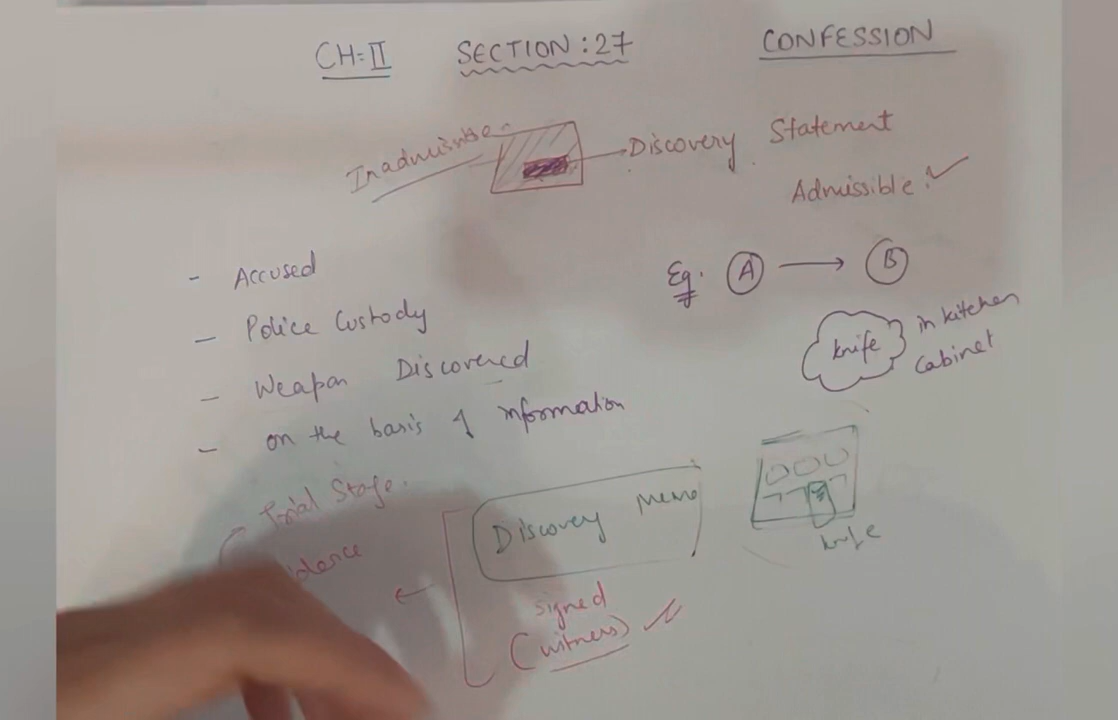 CH=II SECTION : 27 CONFESSION
Discovery Statement
Inadmissible
Admissible. ✓
- Accused
Eg. A → B
- Police Custody
knife in kitchen cabinet
- Weapon Discovered
- on the basis of information
Trial Stage.
Discovery Memo
knife
signed
(witness) ✓